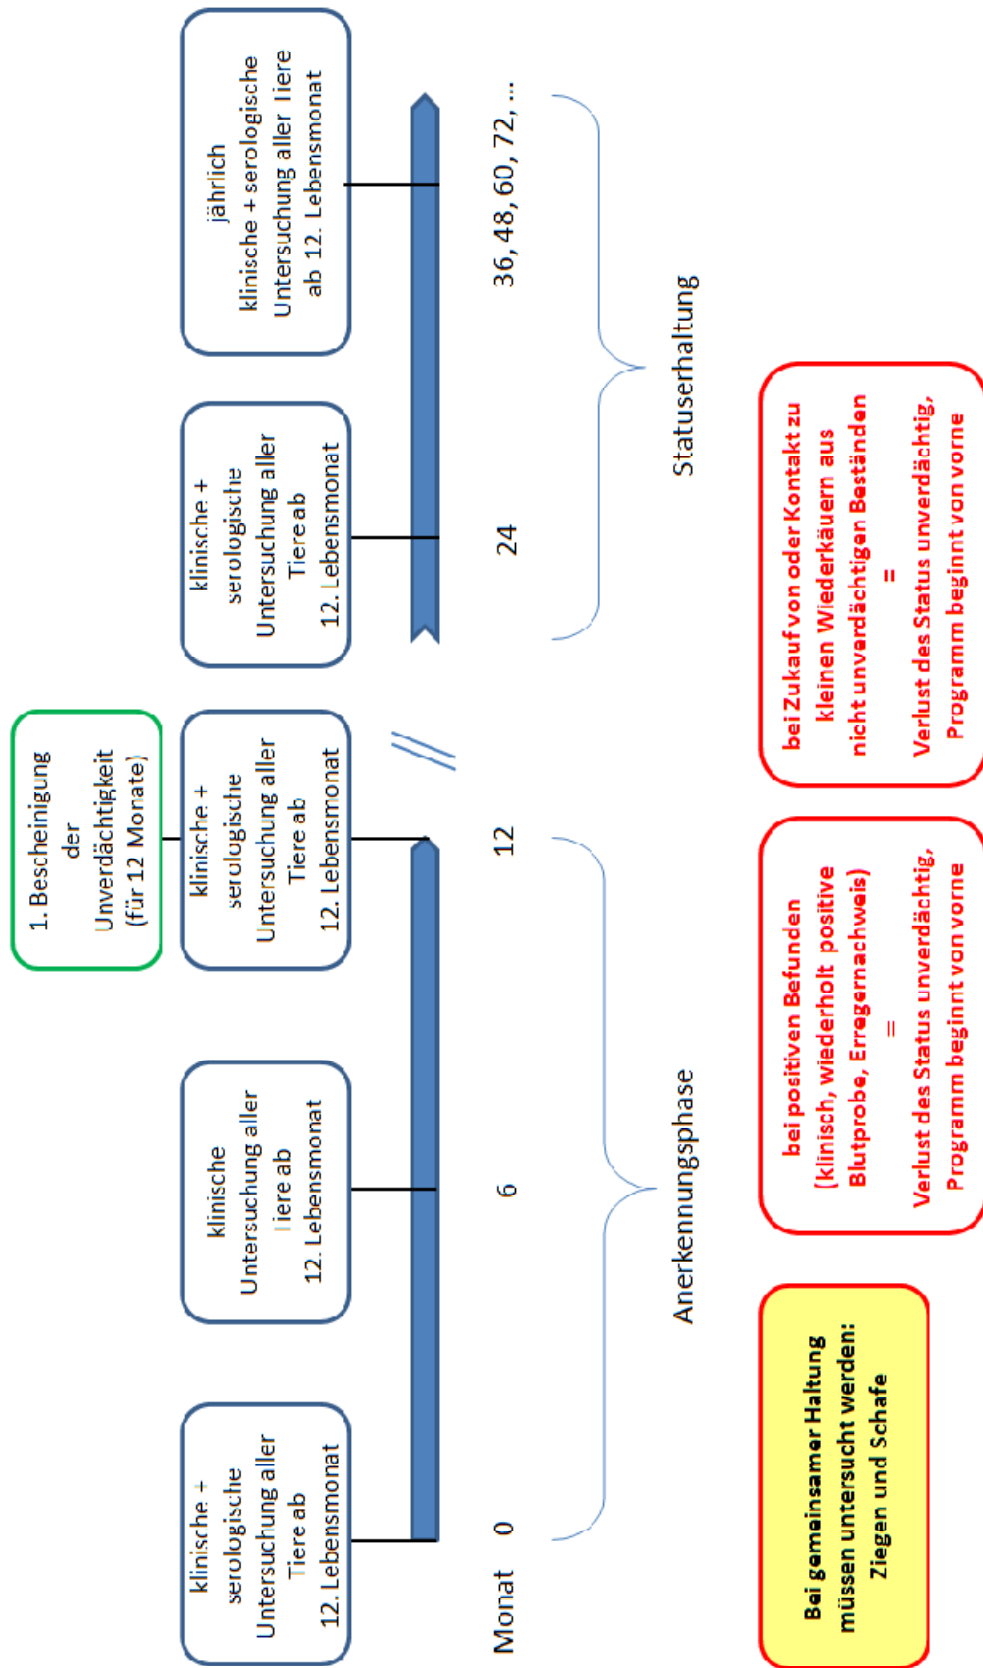 1. Bescheinigung
der
Unverdächtigkeit
(für 12 Monate)
klinische +
serologische
Untersuchung aller
Tiere ab
12. Lebensmonat
klinische
Untersuchung aller
Tiere ab
12. Lebensmonat
klinische +
serologische
Untersuchung aller
Tiere ab
12. Lebensmonat
klinische +
serologische
Untersuchung aller
Tiere ab
12. Lebensmonat
jährlich
klinische + serologische
Untersuchung aller Tiere
ab 12. Lebensmonat
Monat 0 6 12 24 36, 48, 60, 72, ...
Anerkennungsphase
Statuserhaltung
Bei gemeinsamer Haltung
müssen untersucht werden:
Ziegen und Schafe
bei positiven Befunden
(klinisch, wiederholt positive
Blutprobe, Erregernachweis)
=
Verlust des Status unverdächtig,
Programm beginnt von vorne
bei Zukauf von oder Kontakt zu
kleinen Wiederkäuern aus
nicht unverdächtigen Beständen
=
Verlust des Status unverdächtig,
Programm beginnt von vorne